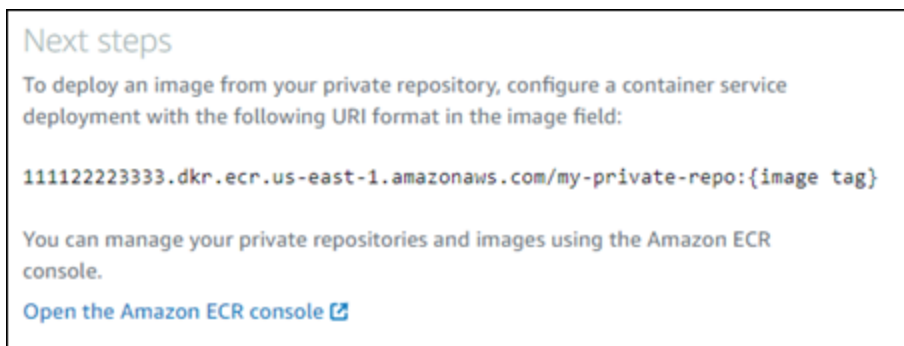 Next steps
To deploy an image from your private repository, configure a container service
deployment with the following URI format in the image field:
111122223333.dkr.ecr.us-east-1.amazonaws.com/my-private-repo:{image tag}
You can manage your private repositories and images using the Amazon ECR
console.
Open the Amazon ECR console